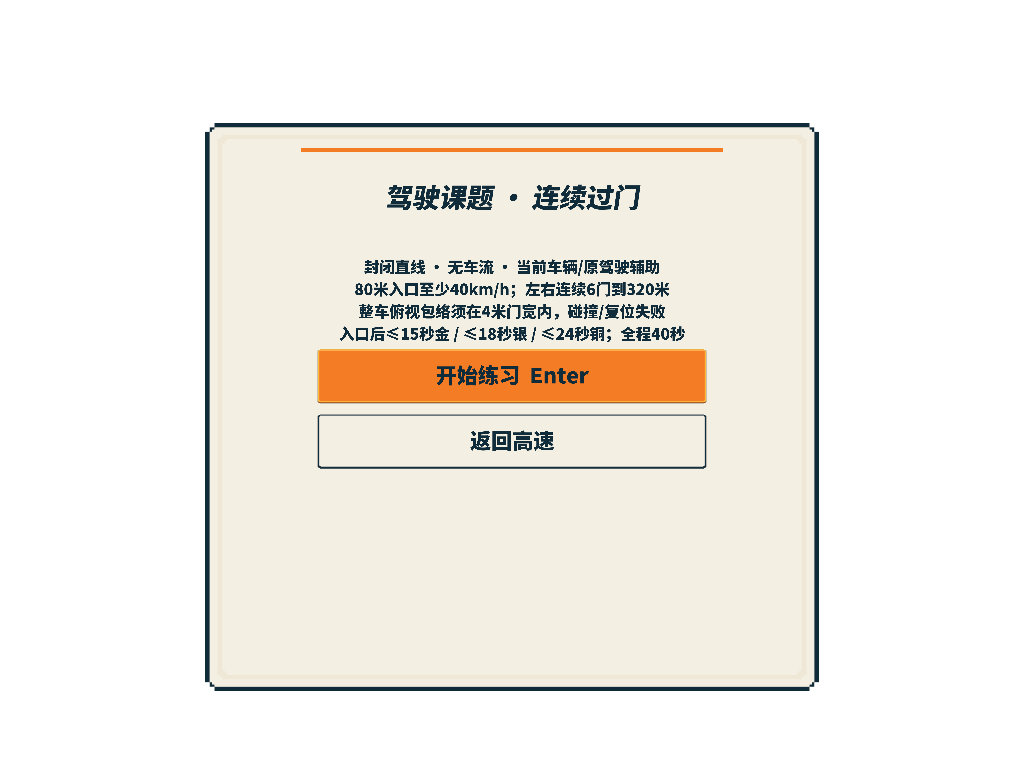 驾驶课题 · 连续过门
封闭直线 · 无车流 · 当前车辆/原驾驶辅助
80米入口至少40km/h；左右连续6门到320米
整车俯视包络须在4米门宽内，碰撞/复位失败
入口后≤15秒金 / ≤18秒银 / ≤24秒铜；全程40秒
开始练习 Enter
返回高速